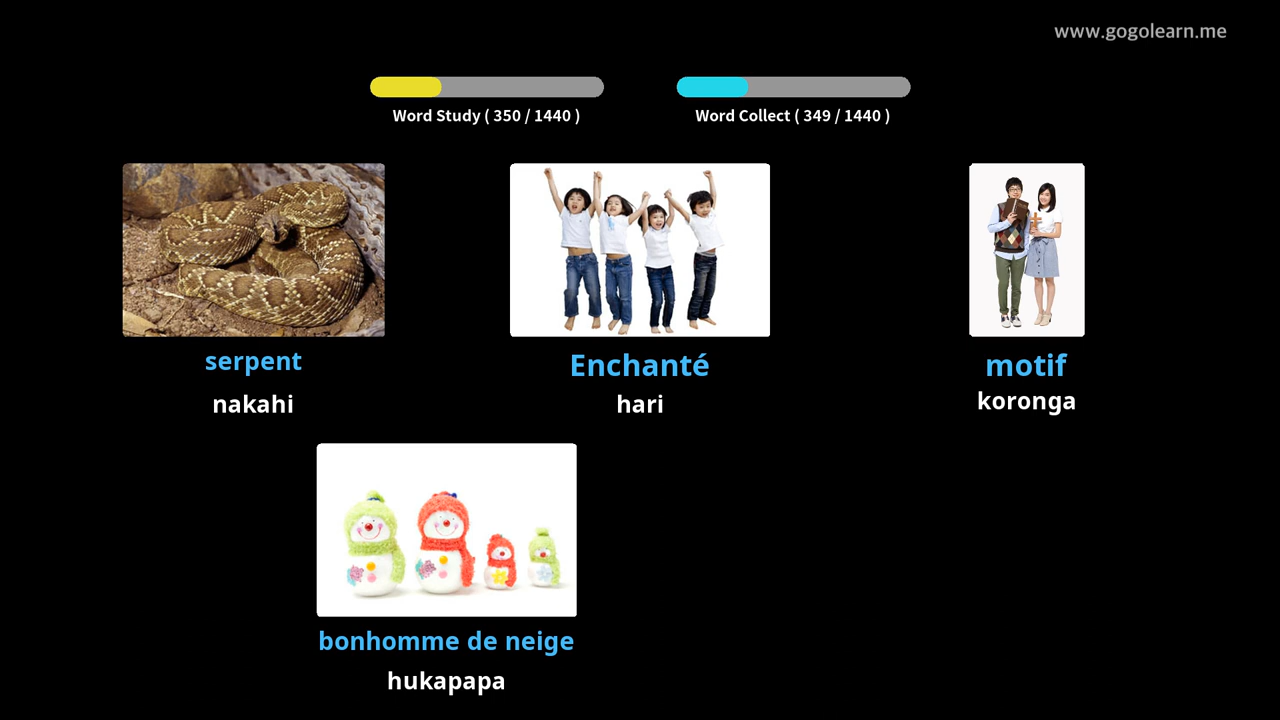 www.gogolearn.me
Word Study ( 350 / 1440 )
Word Collect ( 349 / 1440 )
serpent
Enchanté
motif
nakahi
hari
koronga
bonhomme de neige
hukapapa